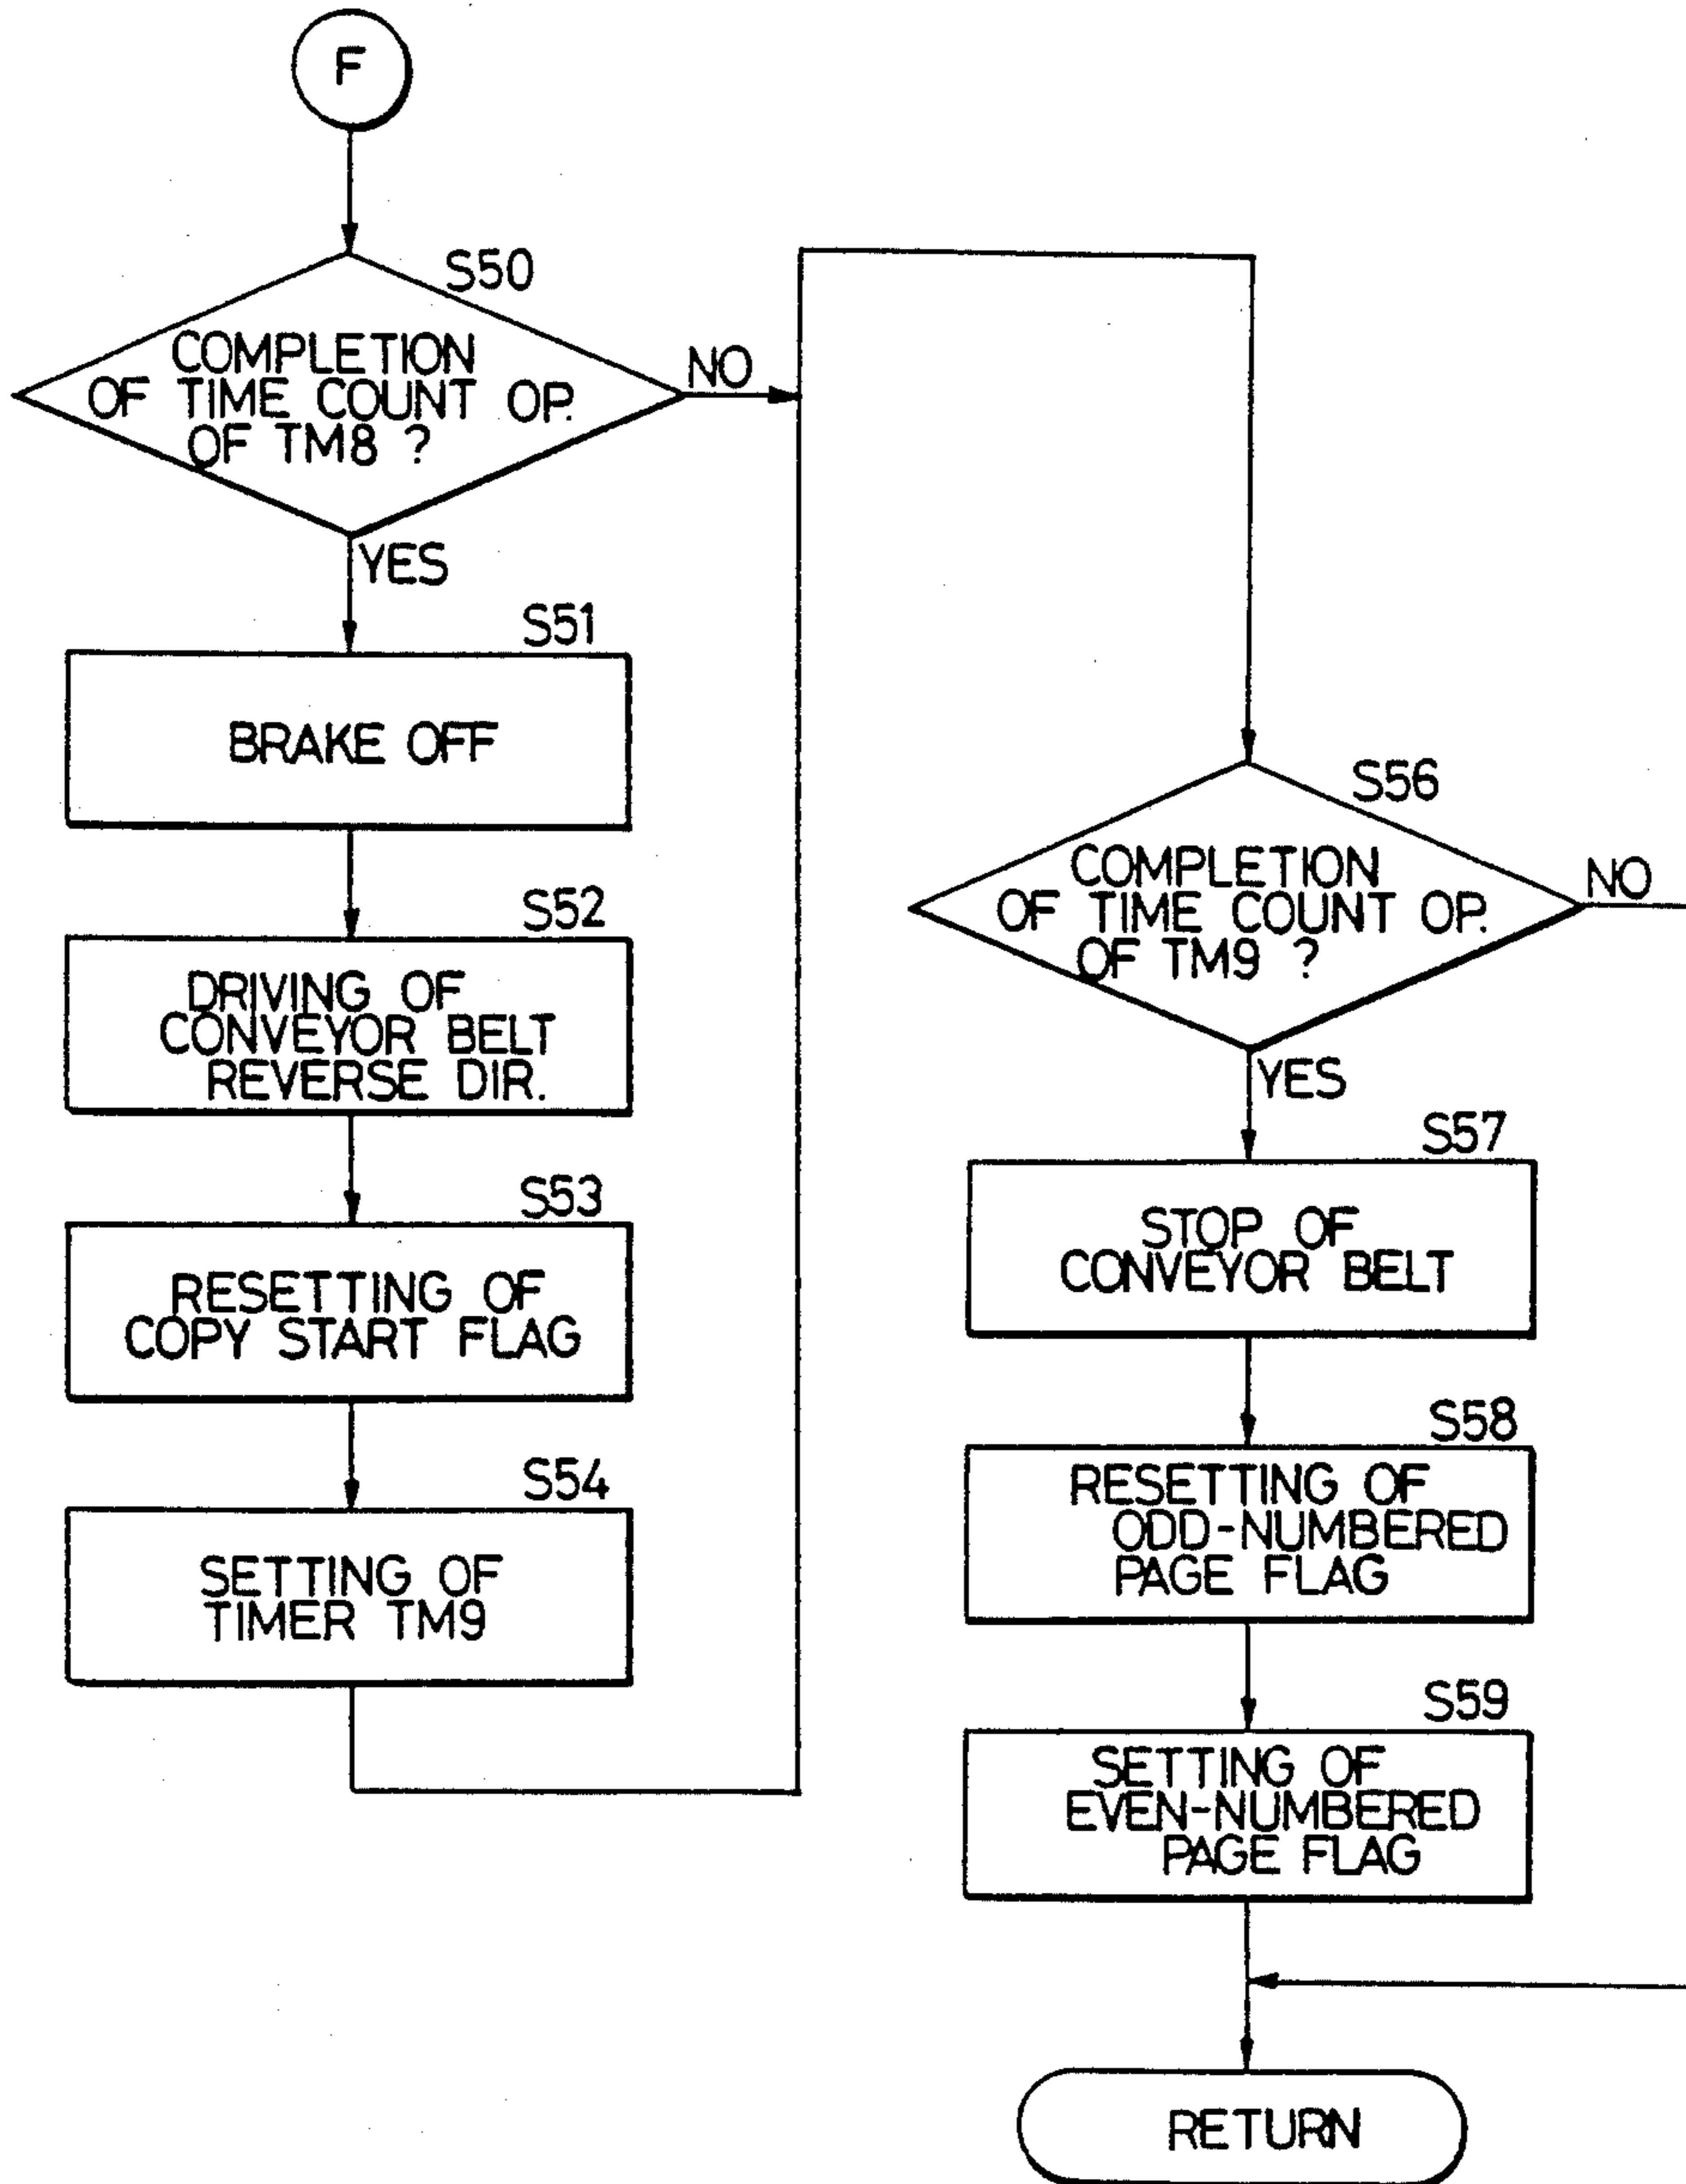 F
S50
COMPLETION
OF TIME COUNT OP.
OF TM8 ?
NO
YES
S51
BRAKE OFF
S52
DRIVING OF
CONVEYOR BELT
REVERSE DIR.
S53
RESETTING OF
COPY START FLAG
S54
SETTING OF
TIMER TM9
S56
COMPLETION
OF TIME COUNT OP.
OF TM9 ?
NO
YES
S57
STOP OF
CONVEYOR BELT
S58
RESETTING OF
ODD-NUMBERED
PAGE FLAG
S59
SETTING OF
EVEN-NUMBERED
PAGE FLAG
RETURN